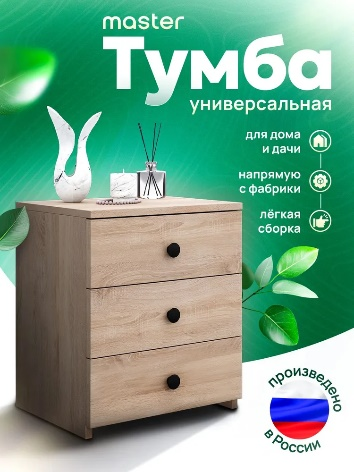 master
Тумба
универсальная
для дома
и дачи
напрямую
с фабрики
лёгкая
сборка
произведено
в России